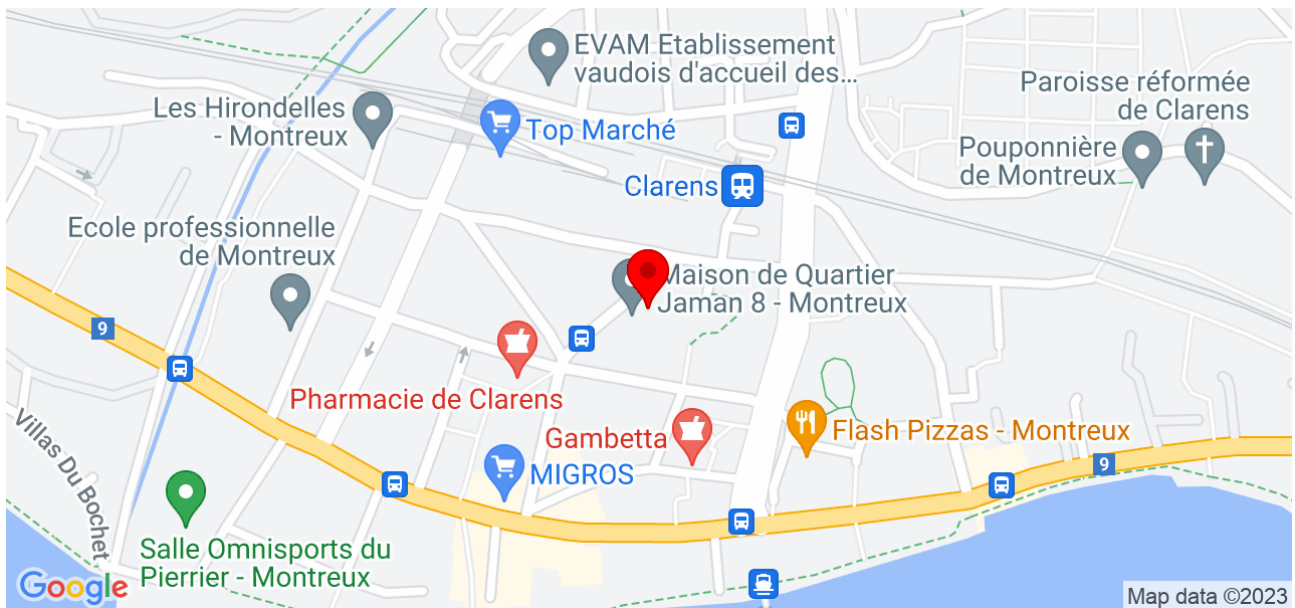 EVAM Etablissement
vaudois d'accueil des...
Paroisse réformée
de Clarens
Les Hirondelles
- Montreux
Top Marché
Pouponnière
de Montreux
Clarens
Ecole professionnelle
de Montreux
Maison de Quartier
Jaman 8 - Montreux
9
Pharmacie de Clarens
Villas Du Bochet
Gambetta
Flash Pizzas - Montreux
MIGROS
9
Salle Omnisports du
Pierrier - Montreux
Google
Map data ©2023